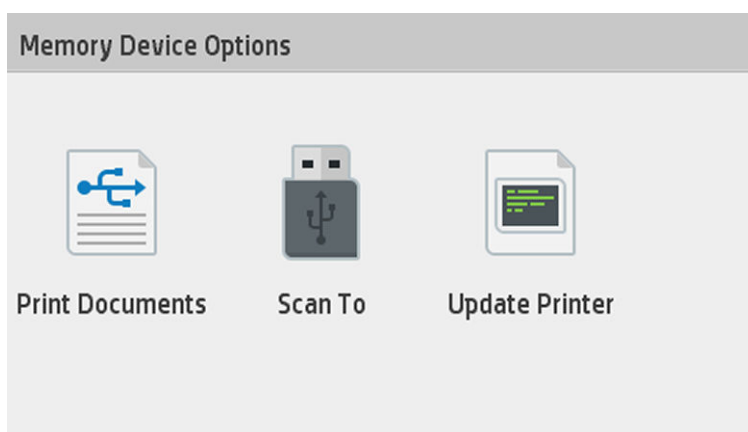 Memory Device Options
Print Documents
Scan To
Update Printer